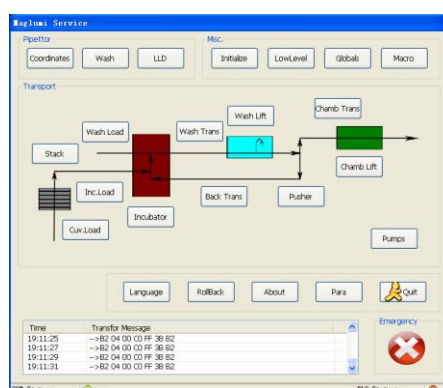 Maglumi Service
Pipettor
Misc.
Coordinates
Wash
LLD
Initialize
LowLevel
Globals
Macro
Transport
Chamb Trans
Wash Lift
Wash Load
Wash Trans
Stack
Chamb Lift
Inc.Load
Back Trans
Pusher
Incubator
Cuv.Load
Pumps
Language
RollBack
About
Para
Quit
Time Transfor Message
Emergency
19:11:25 -->B2 04 00 C0 FF 3B B2
19:11:27 -->B2 04 00 C0 FF 3B B2
19:11:29 -->B2 04 00 C0 FF 3B B2
19:11:31 -->B2 04 00 C0 FF 3B B2